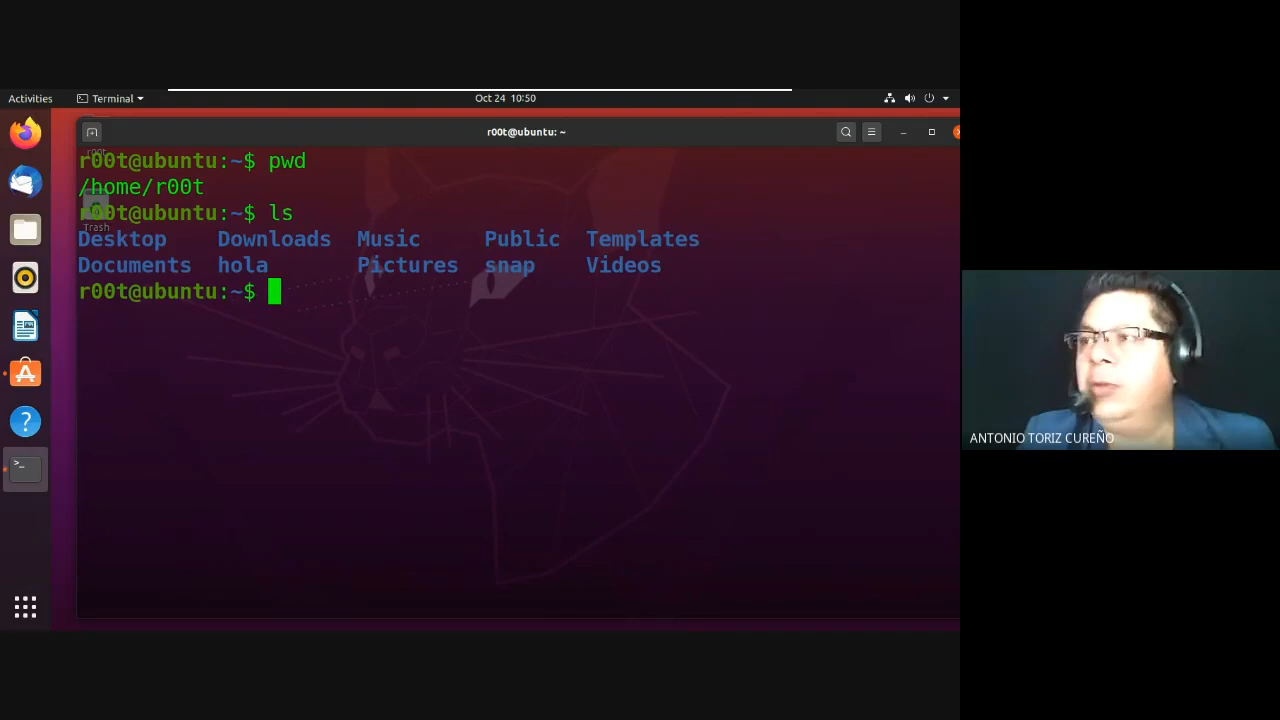 Activities Terminal Oct 24 10:50
r00t@ubuntu: ~
r00t
r00t@ubuntu:~$ pwd
/home/r00t
r00t@ubuntu:~$ ls
Trash
Desktop Downloads Music Public Templates
Documents hola Pictures snap Videos
r00t@ubuntu:~$
ANTONIO TORIZ CUREÑO